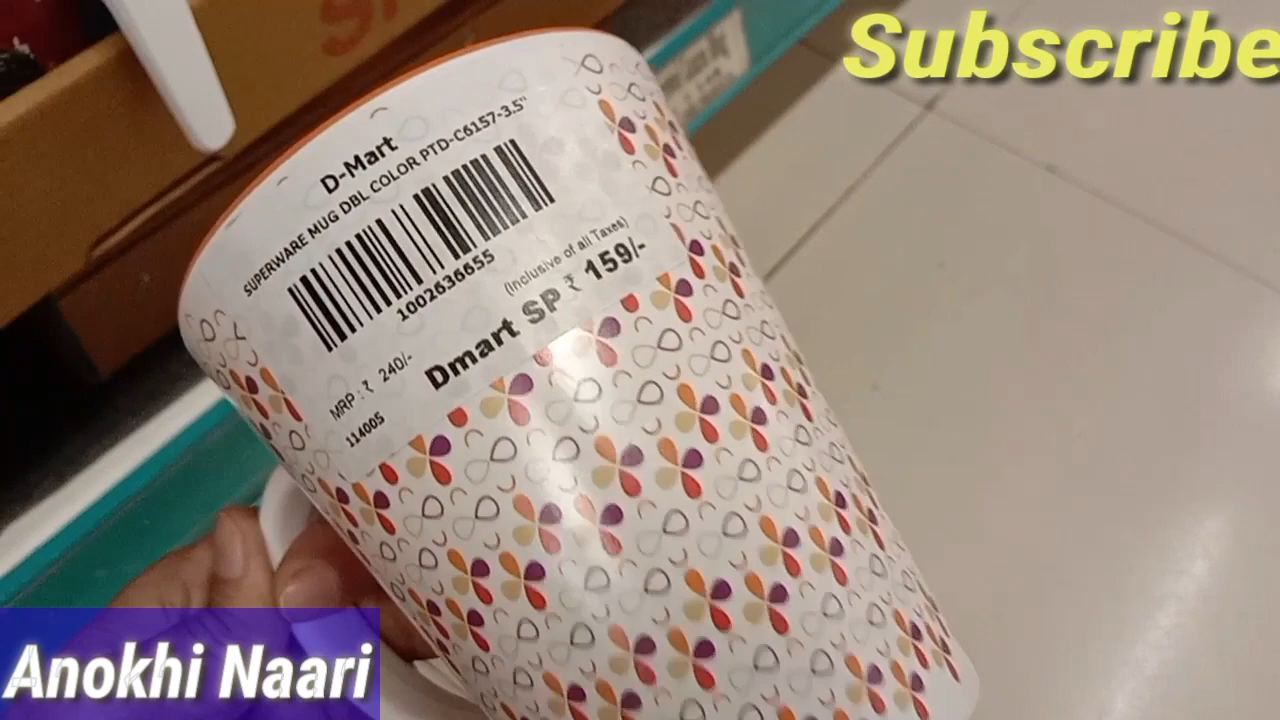 Subscribe
D-Mart
SUPERWARE MUG DBL COLOR PTD-C6157-3.5"
1002636655
(Inclusive of all Taxes)
MRP : ₹ 240/-
Dmart SP ₹ 159/-
114005
Anokhi Naari